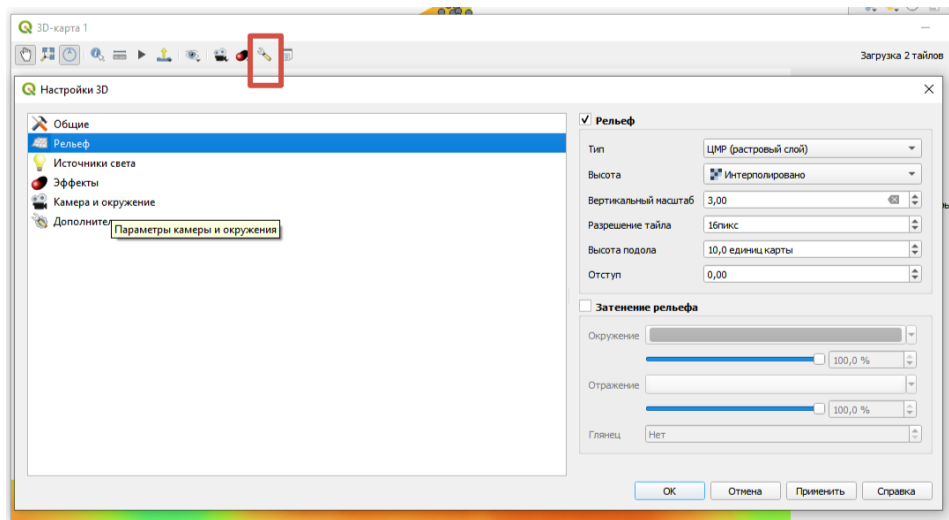 3D-карта 1
Загрузка 2 тайлов
Настройки 3D
Общие
Рельеф
Источники света
Эффекты
Камера и окружение
Дополнител
Параметры камеры и окружения
Рельеф
Тип ЦМР (растровый слой)
Высота Интерполировано
Вертикальный масштаб 3,00
Разрешение тайла 16пикс
Высота подола 10,0 единиц карты
Отступ 0,00
Затенение рельефа
Окружение
100,0 %
Отражение
100,0 %
Глянец Нет
OK Отмена Применить Справка